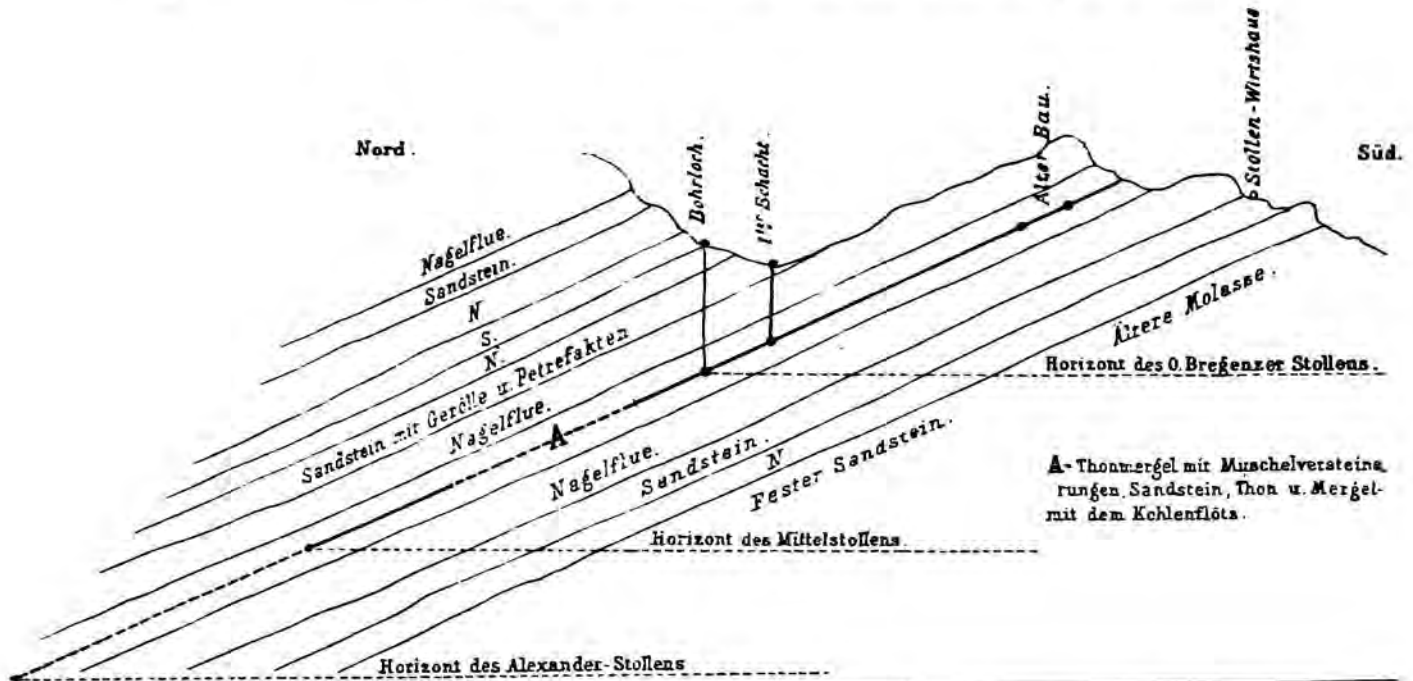 Nord.
Bohrloch.
1ter Schacht.
Alter Bau.
Stollen-Wirtshaus
Süd.
Nagelflue.
Sandstein.
N
S.
N.
Sandstein mit Gerölle u. Petrefakten
Nagelflue.
A
Nagelflue.
Sandstein.
N
Fester Sandstein.
Ältere Molasse.
Horizont des O. Bregenzer Stollens.
A- Thonmergel mit Muschelversteine
rungen, Sandstein, Thon u. Mergel-
mit dem Kohlenflöts.
Horizont des Mittelstollens.
Horizont des Alexander-Stollens